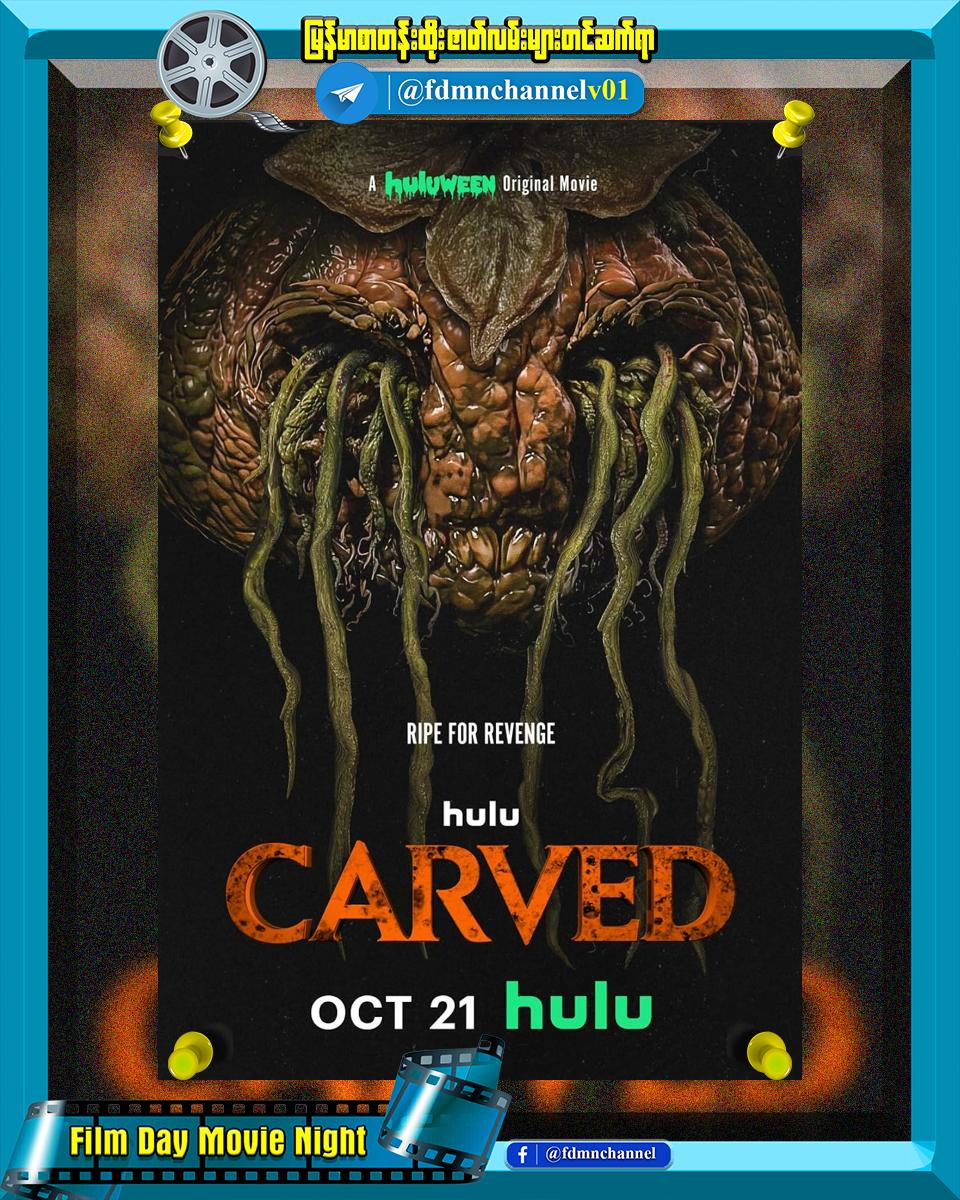 မြန်မာစာတန်းထိုးဇာတ်လမ်းများတင်ဆက်ရာ
@fdmnchannelv01
A huluween Original Movie
RIPE FOR REVENGE
hulu
CARVED
OCT 21 hulu
Film Day Movie Night
@fdmnchannel